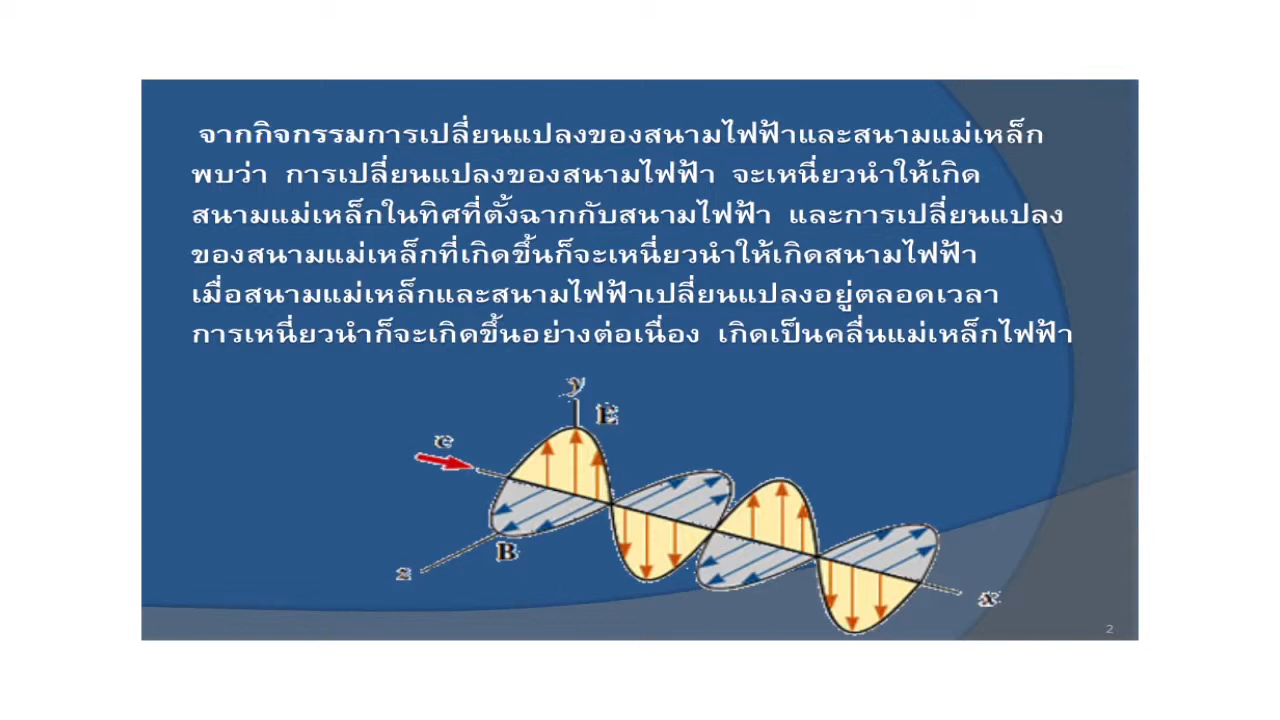 จากกิจกรรมการเปลี่ยนแปลงของสนามไฟฟ้าและสนามแม่เหล็ก
พบว่า การเปลี่ยนแปลงของสนามไฟฟ้า จะเหนี่ยวนำให้เกิด
สนามแม่เหล็กในทิศที่ตั้งฉากกับสนามไฟฟ้า และการเปลี่ยนแปลง
ของสนามแม่เหล็กที่เกิดขึ้นก็จะเหนี่ยวนำให้เกิดสนามไฟฟ้า
เมื่อสนามแม่เหล็กและสนามไฟฟ้าเปลี่ยนแปลงอยู่ตลอดเวลา
การเหนี่ยวนำก็จะเกิดขึ้นอย่างต่อเนื่อง เกิดเป็นคลื่นแม่เหล็กไฟฟ้า
y
E
c
B
z
x
2